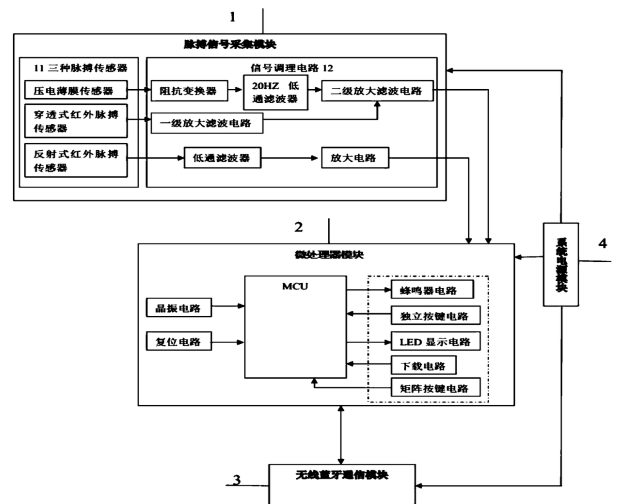 1
脉搏信号采集模块
11 三种脉搏传感器
信号调理电路 12
压电薄膜传感器
阻抗变换器
20HZ 低
通滤波器
二级放大滤波电路
穿透式红外脉搏
传感器
一级放大滤波电路
反射式红外脉搏
传感器
低通滤波器
放大电路
2
微处理器模块
系统电源模块
4
MCU
蜂鸣器电路
晶振电路
独立按键电路
复位电路
LED 显示电路
下载电路
矩阵按键电路
3
无线蓝牙通信模块